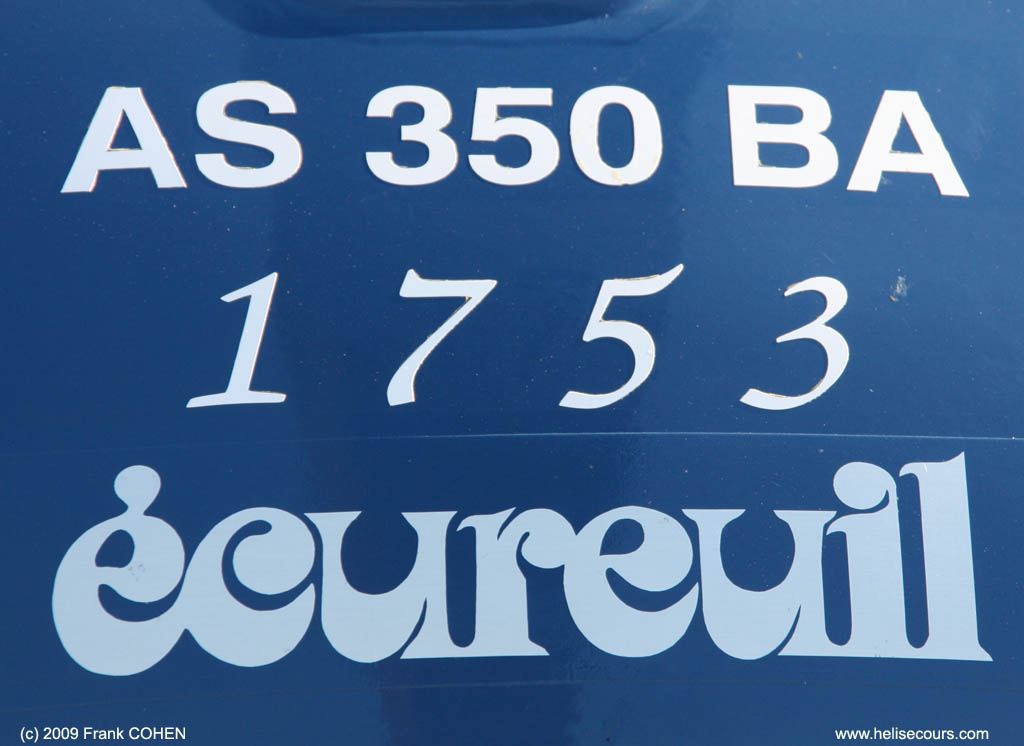 AS 350 BA
1753
écureuil
(c) 2009 Frank COHEN
www.helisecours.com